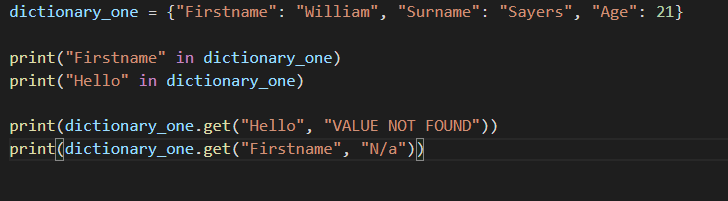 dictionary_one = {"Firstname": "William", "Surname": "Sayers", "Age": 21}
print("Firstname" in dictionary_one)
print("Hello" in dictionary_one)
print(dictionary_one.get("Hello", "VALUE NOT FOUND"))
print(dictionary_one.get("Firstname", "N/a"))